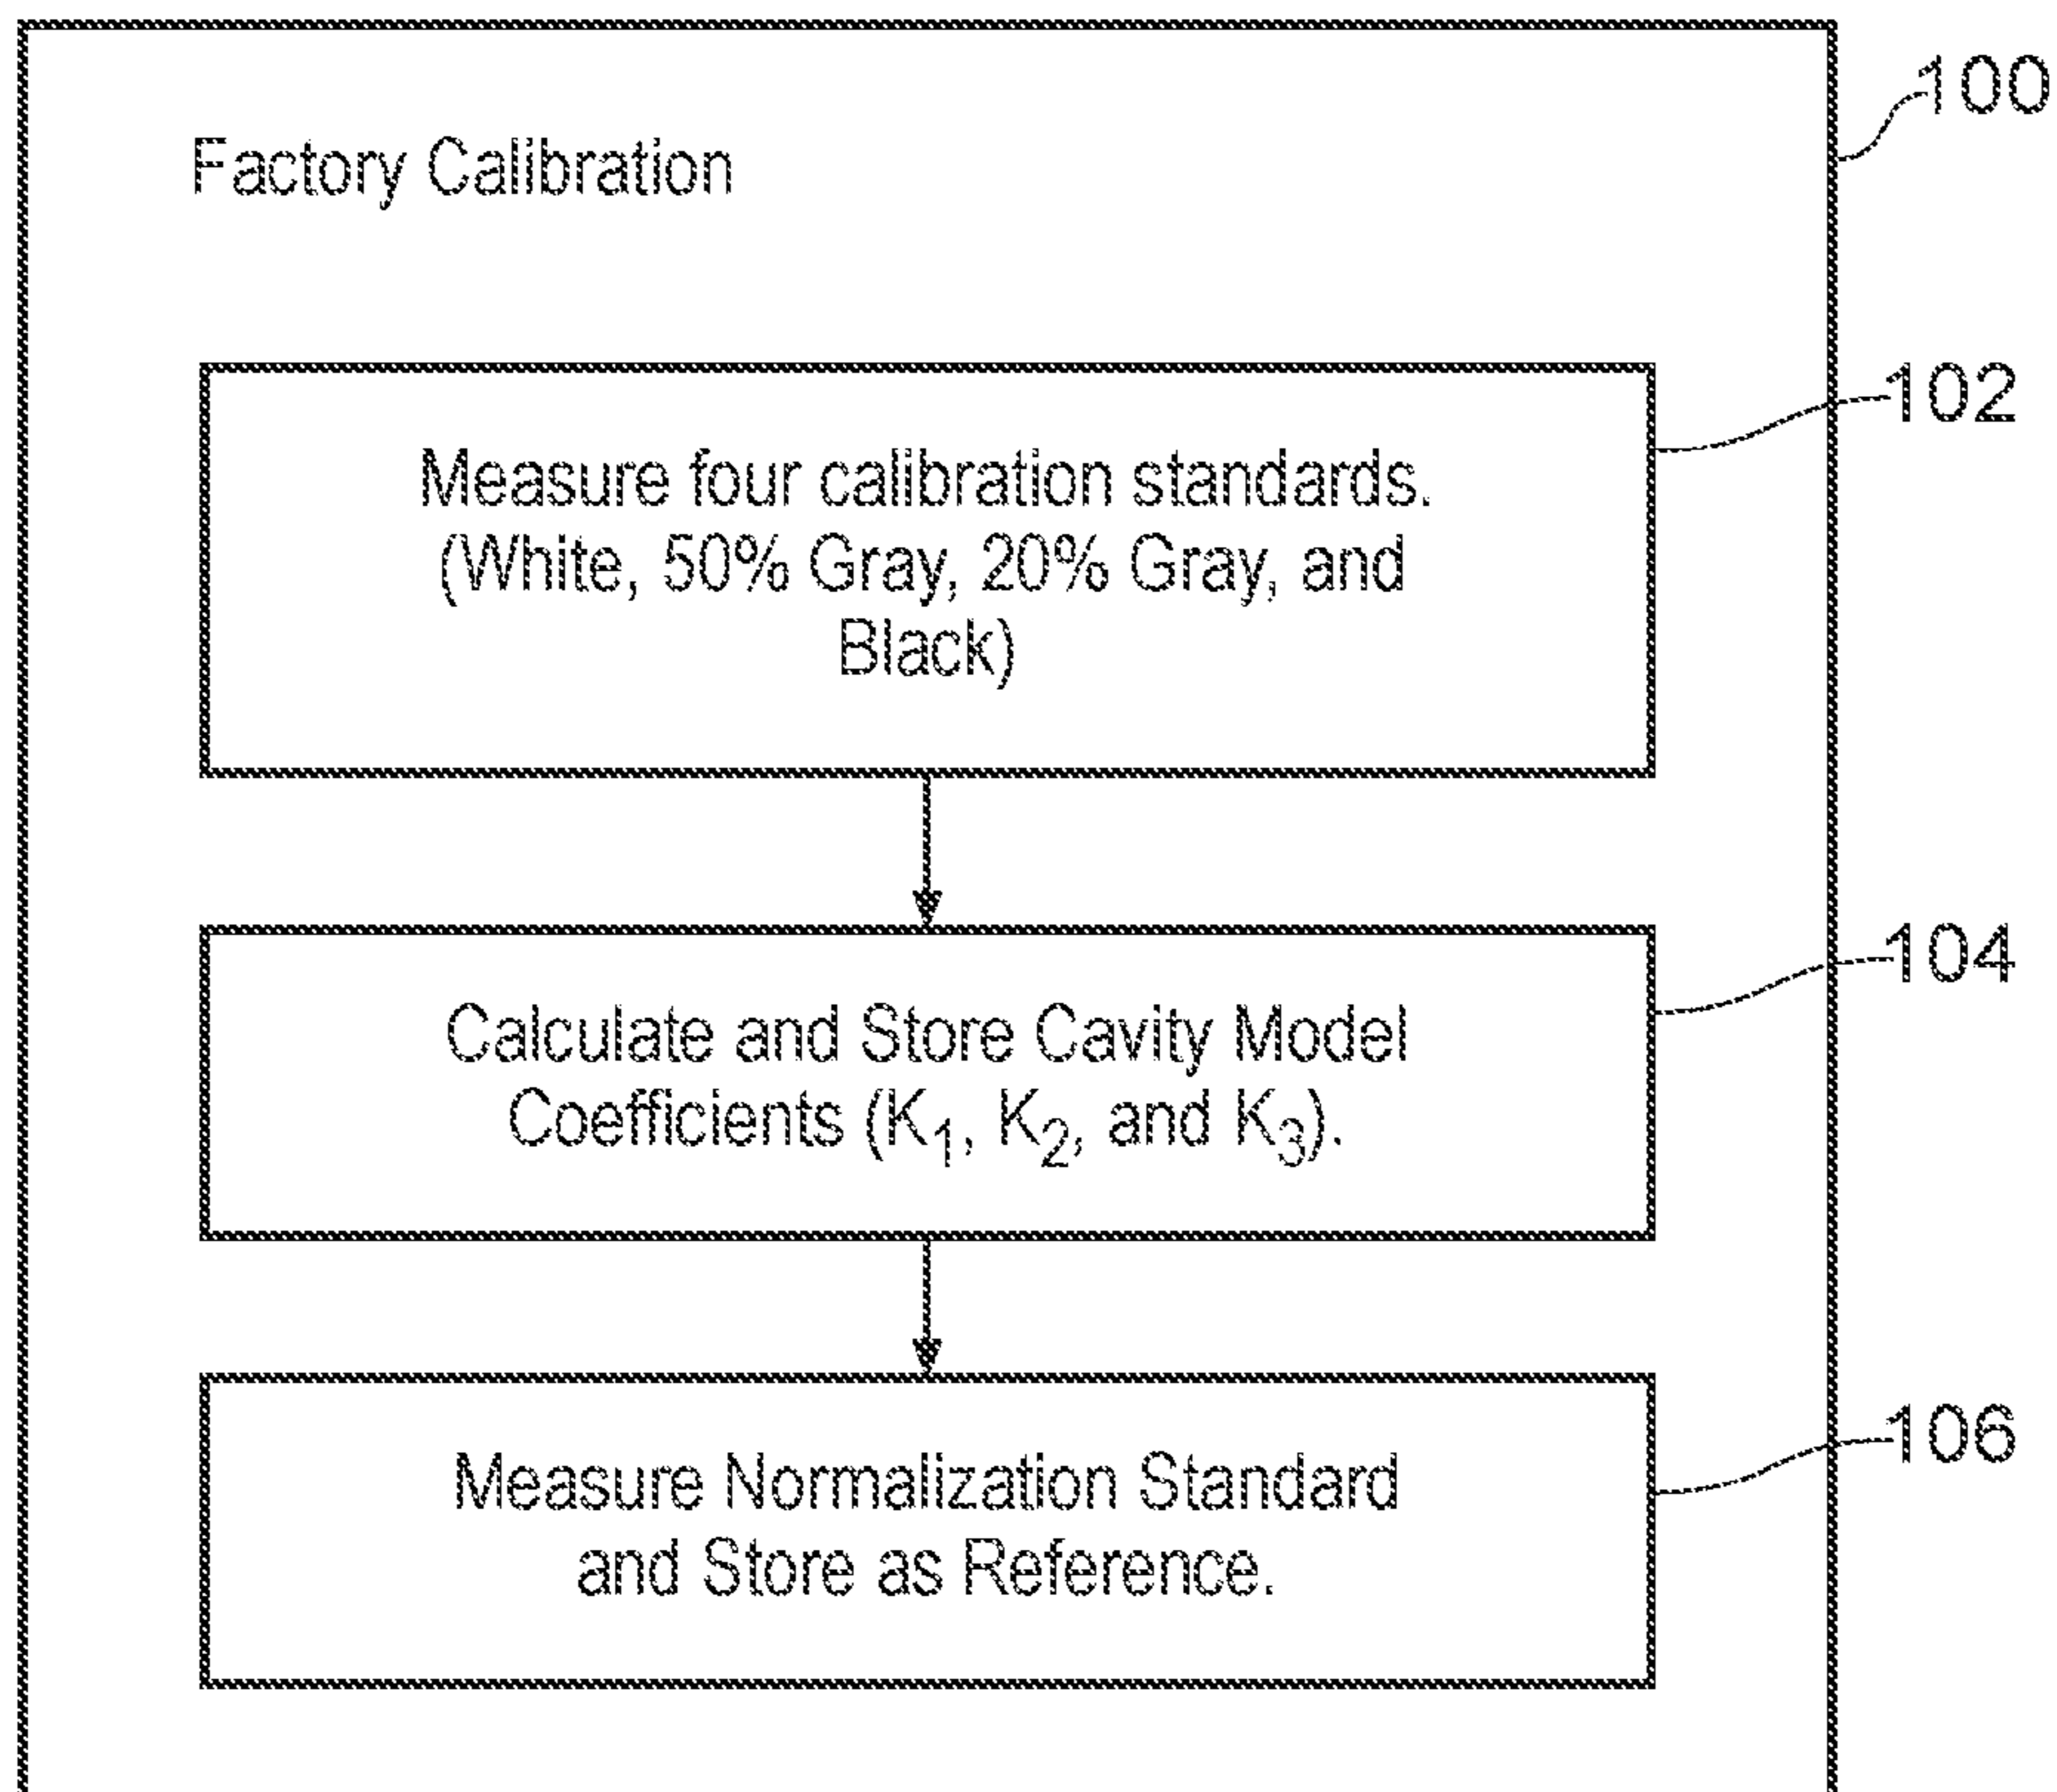 100
Factory Calibration
102
Measure four calibration standards.
(White, 50% Gray, 20% Gray, and
Black)
104
Calculate and Store Cavity Model
Coefficients (K₁, K₂, and K₃).
106
Measure Normalization Standard
and Store as Reference.